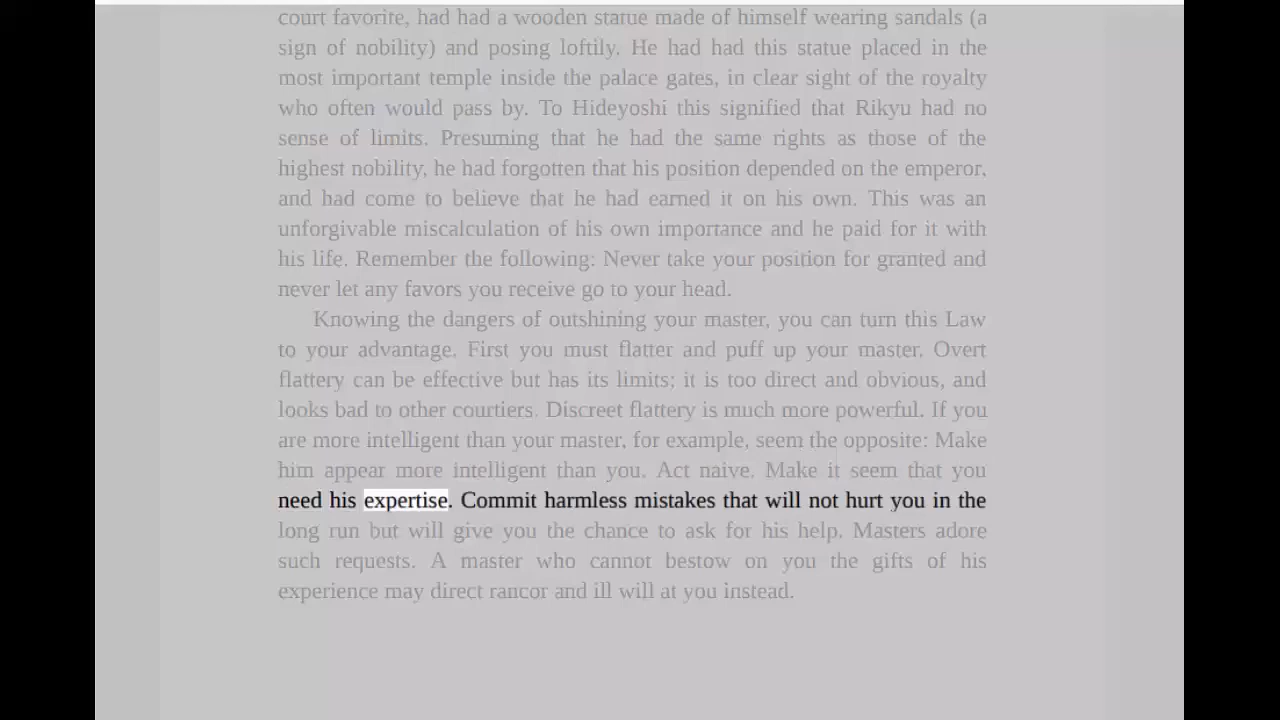 court favorite, had had a wooden statue made of himself wearing sandals (a
sign of nobility) and posing loftily. He had had this statue placed in the
most important temple inside the palace gates, in clear sight of the royalty
who often would pass by. To Hideyoshi this signified that Rikyu had no
sense of limits. Presuming that he had the same rights as those of the
highest nobility, he had forgotten that his position depended on the emperor,
and had come to believe that he had earned it on his own. This was an
unforgivable miscalculation of his own importance and he paid for it with
his life. Remember the following: Never take your position for granted and
never let any favors you receive go to your head.
Knowing the dangers of outshining your master, you can turn this Law
to your advantage. First you must flatter and puff up your master. Overt
flattery can be effective but has its limits; it is too direct and obvious, and
looks bad to other courtiers. Discreet flattery is much more powerful. If you
are more intelligent than your master, for example, seem the opposite: Make
him appear more intelligent than you. Act naive. Make it seem that you
need his expertise. Commit harmless mistakes that will not hurt you in the
long run but will give you the chance to ask for his help. Masters adore
such requests. A master who cannot bestow on you the gifts of his
experience may direct rancor and ill will at you instead.